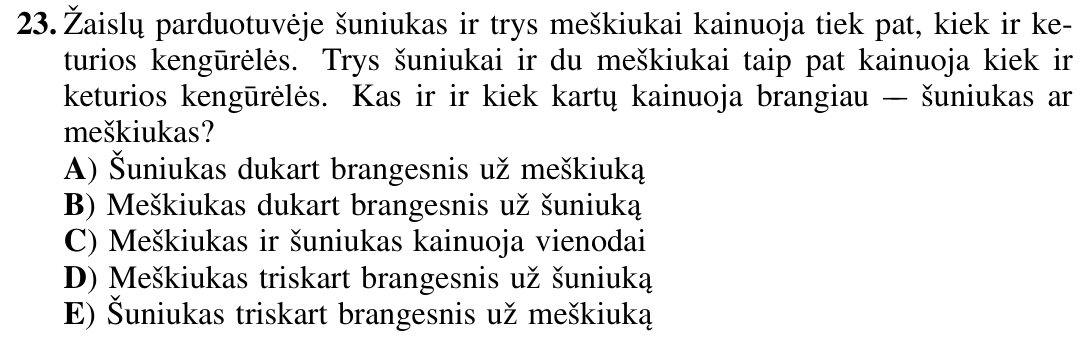 23. Žaislų parduotuvėje šuniukas ir trys meškiukai kainuoja tiek pat, kiek ir ke-
turios kengūrėlės. Trys šuniukai ir du meškiukai taip pat kainuoja kiek ir
keturios kengūrėlės. Kas ir ir kiek kartų kainuoja brangiau — šuniukas ar
meškiukas?
A) Šuniukas dukart brangesnis už meškiuką
B) Meškiukas dukart brangesnis už šuniuką
C) Meškiukas ir šuniukas kainuoja vienodai
D) Meškiukas triskart brangesnis už šuniuką
E) Šuniukas triskart brangesnis už meškiuką